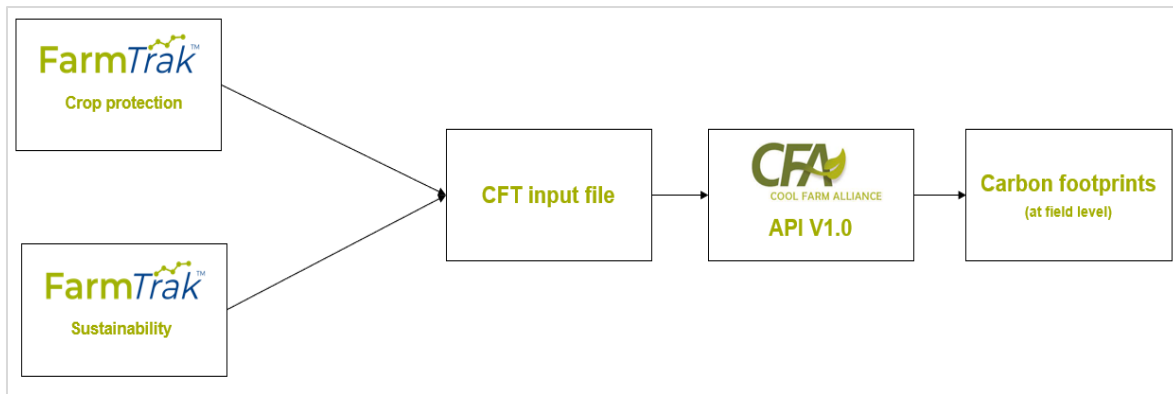 FarmTrak™
Crop protection
FarmTrak™
Sustainability
CFT input file
CFA
COOL FARM ALLIANCE
API V1.0
Carbon footprints
(at field level)